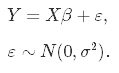 Y = Xβ + ε,
ε ∼ N(0, σ²).